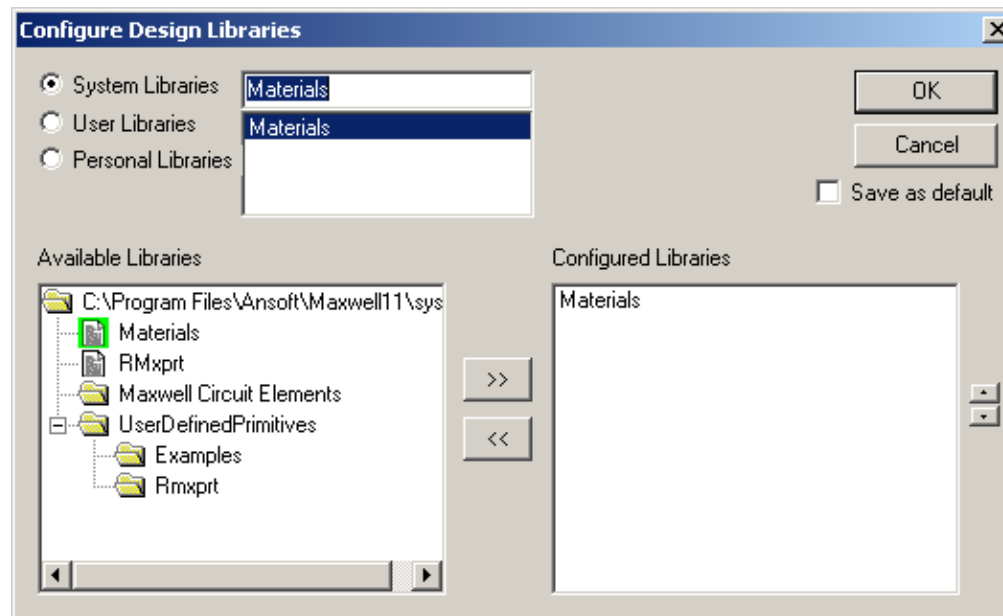 Configure Design Libraries
System Libraries
Materials
OK
User Libraries
Materials
Cancel
Personal Libraries
Save as default
Available Libraries
Configured Libraries
C:\Program Files\Ansoft\Maxwell11\sys
Materials
Materials
RMxprt
>>
Maxwell Circuit Elements
UserDefinedPrimitives
<<
Examples
Rmxprt